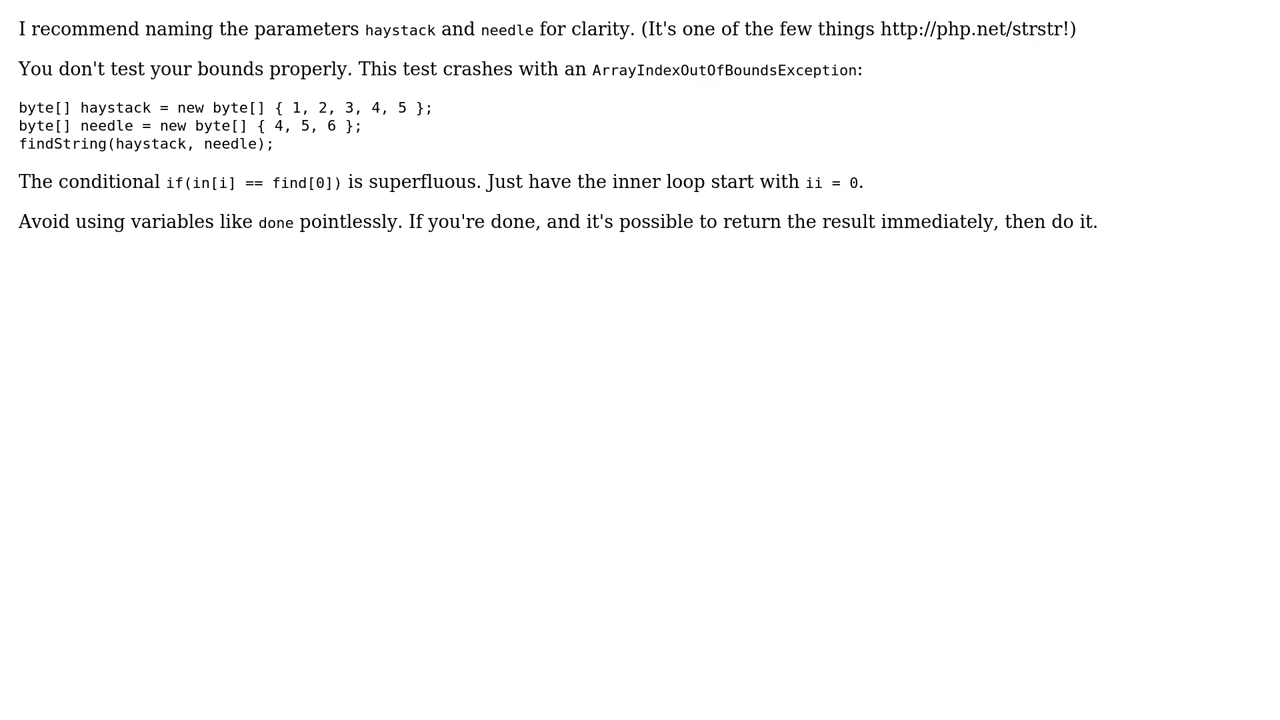 I recommend naming the parameters haystack and needle for clarity. (It's one of the few things http://php.net/strstr!)
You don't test your bounds properly. This test crashes with an ArrayIndexOutOfBoundsException:
byte[] haystack = new byte[] { 1, 2, 3, 4, 5 };
byte[] needle = new byte[] { 4, 5, 6 };
findString(haystack, needle);
The conditional if(in[i] == find[0]) is superfluous. Just have the inner loop start with ii = 0.
Avoid using variables like done pointlessly. If you're done, and it's possible to return the result immediately, then do it.